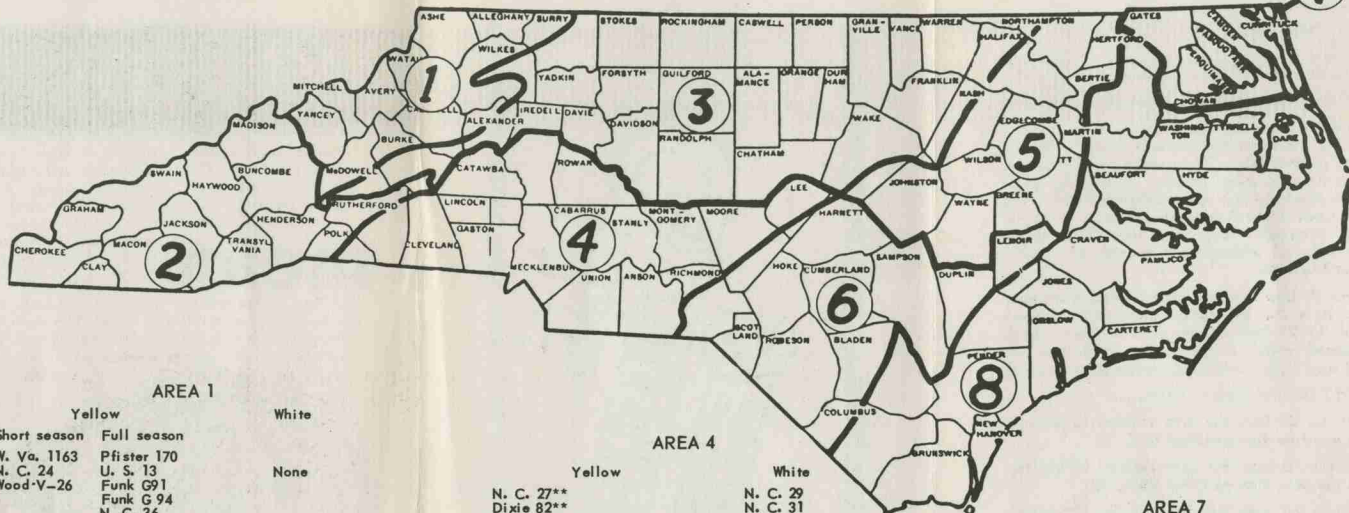 ASHE ALLEGHANY SURRY STOKES ROCKINGHAM CASWELL PERSON GRAN- VILLE VANCE WARREN NORTHAMPTON GATES CAMDEN CURRITUCK
HALIFAX HERTFORD PASQUOTANK
WILKES PERQUIMANS
1 YADKIN FORSYTH GUILFORD ALA- MANCE ORANGE DUR HAM FRANKLIN NASH BERTIE CHOWAN
MITCHELL AVERY 3
YANCEY ALEXANDER IREDELL DAVIE DAVIDSON WAKE EDGECOMBE MARTIN WASHING- TON TYRRELL DARE
MADISON BURKE RANDOLPH 5
CHATHAM WILSON
SWAIN BUNCOMBE McDOWELL CATAWBA ROWAN BEAUFORT HYDE
HAYWOOD LEE JOHNSTON GREENE
GRAHAM RUTHERFORD LINCOLN WAYNE
JACKSON HENDERSON CABARRUS STANLY MONT- GOMERY MOORE HARNETT LENOIR CRAVEN
CHEROKEE MACON TRANSYL VANIA POLK CLEVELAND GASTON 4 PAMLICO
CLAY 2 MECKLENBURG UNION ANSON RICHMOND HOKE CUMBERLAND SAMPSON DUPLIN JONES
6 ONSLOW CARTERET
SCOT LAND ROBESON BLADEN
PENDER
8
COLUMBUS NEW HANOVER
BRUNSWICK
AREA 1
Yellow White
Short season Full season
W. Va. 1163 Pfister 170
N. C. 24 U. S. 13 None
Wood V-26 Funk G91
Funk G 94
N. C. 26
AREA 4
Yellow White
N. C. 27** N. C. 29
Dixie 82** N. C. 31
AREA 7